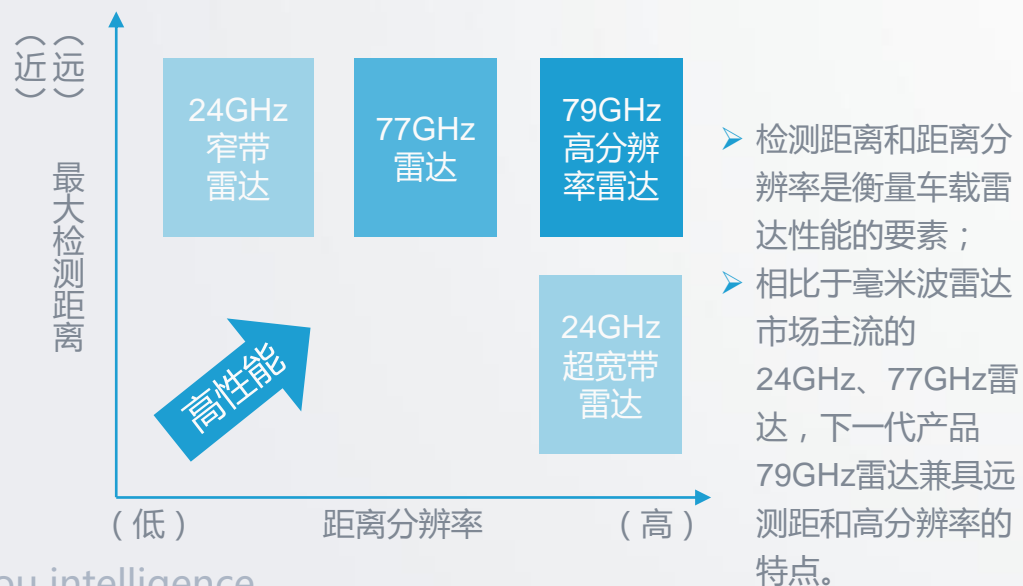 （远）
（近）
最大检测距离
24GHz
窄带
雷达
77GHz
雷达
79GHz
高分辨
率雷达
24GHz
超宽带
雷达
高性能
（低）
距离分辨率
（高）
检测距离和距离分
辨率是衡量车载雷
达性能的要素；
相比于毫米波雷达
市场主流的
24GHz、77GHz雷
达，下一代产品
79GHz雷达兼具远
测距和高分辨率的
特点。
intelligence